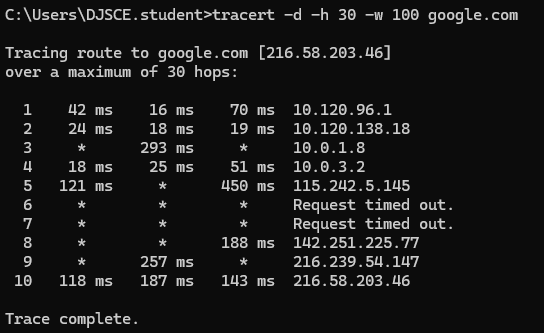 C:\Users\DJSCE.student>tracert -d -h 30 -w 100 google.com
Tracing route to google.com [216.58.203.46]
over a maximum of 30 hops:
1 42 ms 16 ms 70 ms 10.120.96.1
2 24 ms 18 ms 19 ms 10.120.138.18
3 * 293 ms * 10.0.1.8
4 18 ms 25 ms 51 ms 10.0.3.2
5 121 ms * 450 ms 115.242.5.145
6 * * * Request timed out.
7 * * * Request timed out.
8 * * 188 ms 142.251.225.77
9 * 257 ms * 216.239.54.147
10 118 ms 187 ms 143 ms 216.58.203.46
Trace complete.